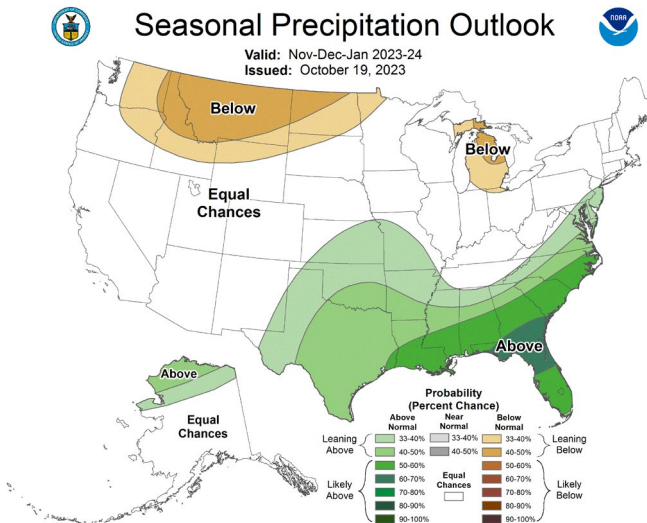 Seasonal Precipitation Outlook
NOAA
Valid: Nov-Dec-Jan 2023-24
Issued: October 19, 2023
Below
Below
Equal
Chances
Above
Above
Equal
Chances
Probability
(Percent Chance)
Above
Normal
Near
Normal
Below
Normal
Leaning
Above
33-40%
40-50%
33-40%
40-50%
33-40%
40-50%
Leaning
Below
Likely
Above
50-60%
60-70%
70-80%
80-90%
90-100%
Equal
Chances
50-60%
60-70%
70-80%
80-90%
90-100%
Likely
Below